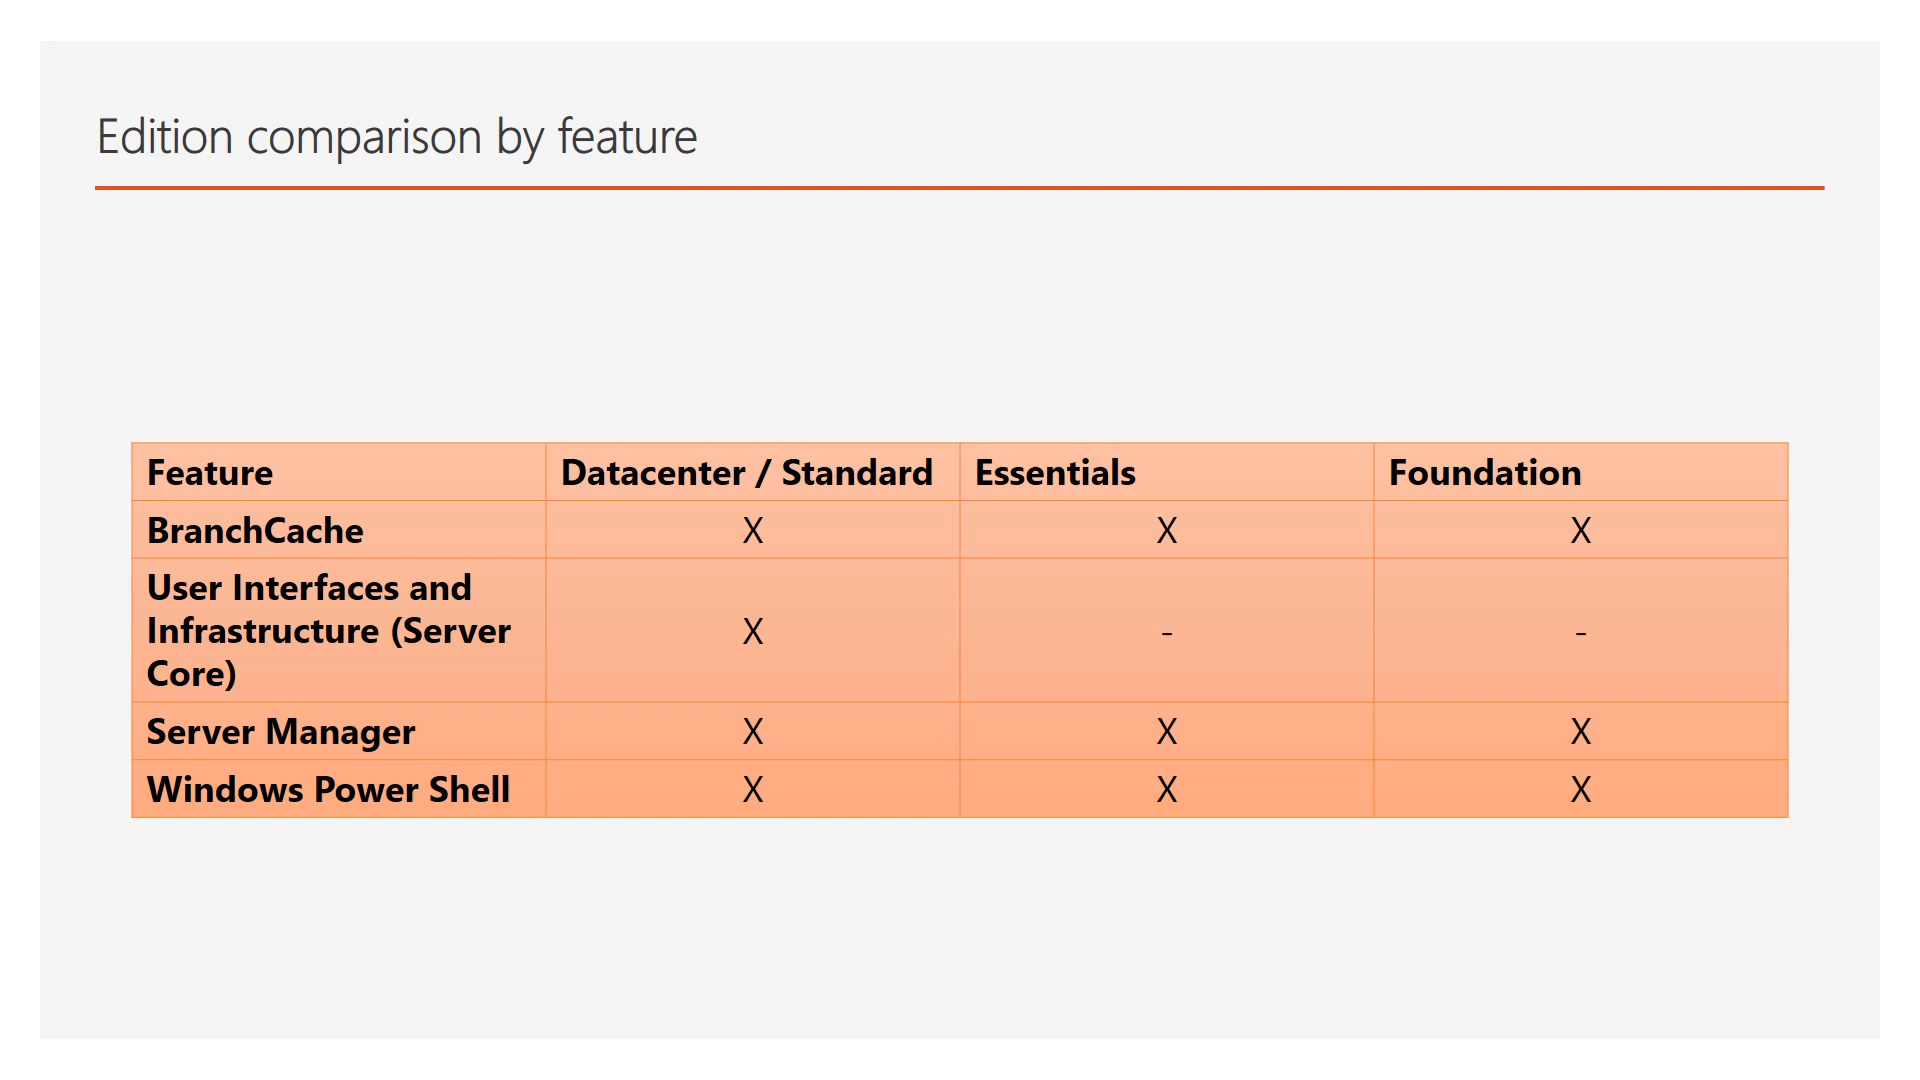 Edition comparison by feature
Feature Datacenter / Standard Essentials Foundation
BranchCache X X X
User Interfaces and
Infrastructure (Server
Core) X - -
Server Manager X X X
Windows Power Shell X X X